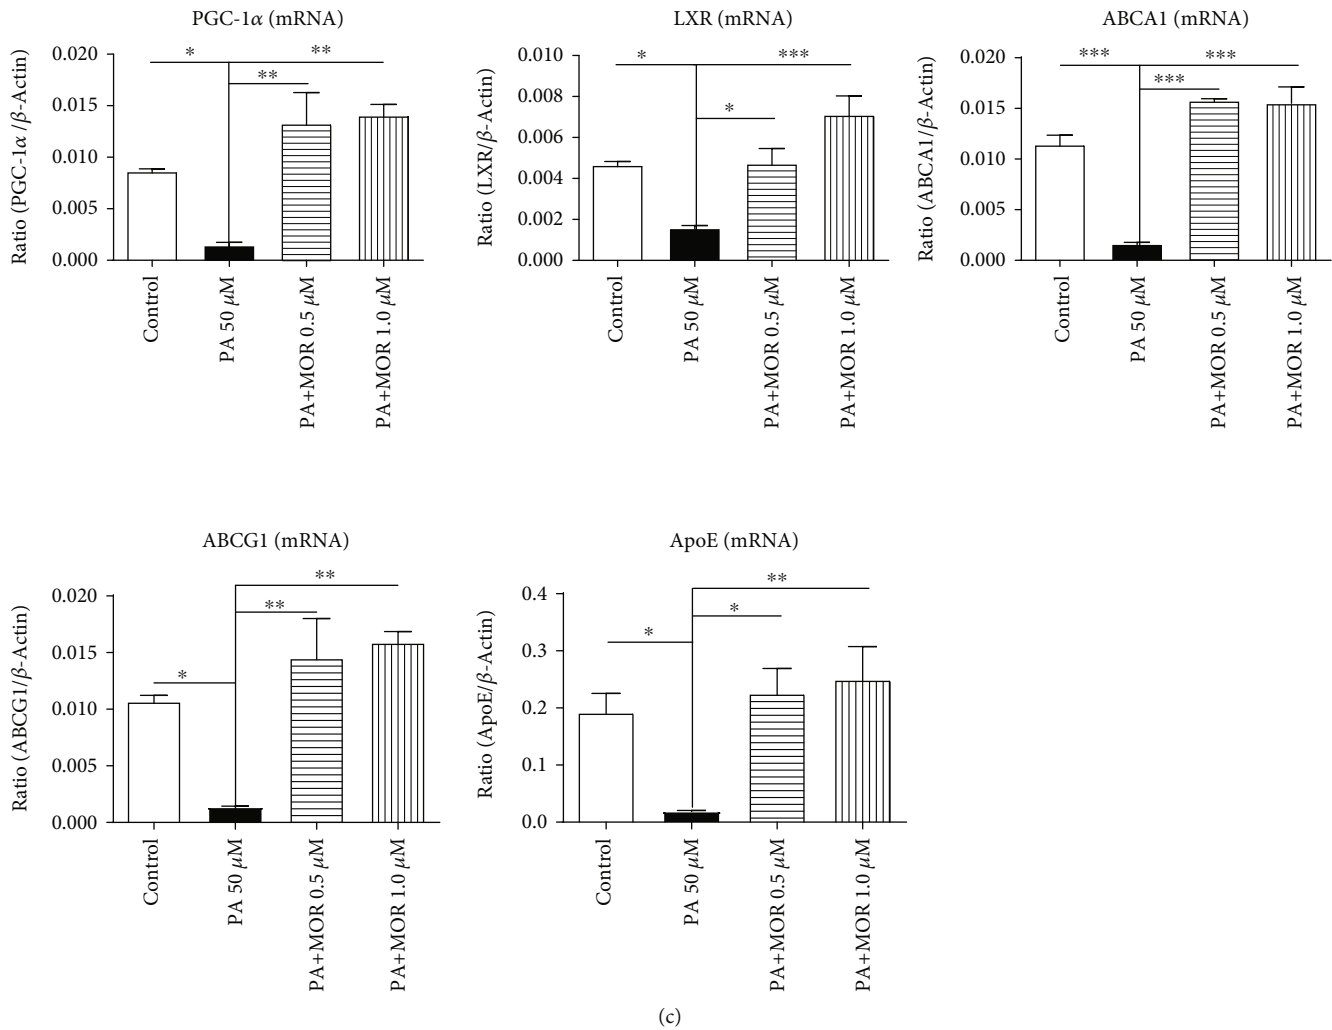 PGC-1α (mRNA)
Ratio (PGC-1α/β-Actin)
0.020
0.015
0.010
0.005
0.000
*
**
**
Control
PA 50 μM
PA+MOR 0.5 μM
PA+MOR 1.0 μM
LXR (mRNA)
Ratio (LXR/β-Actin)
0.010
0.008
0.006
0.004
0.002
0.000
*
***
*
Control
PA 50 μM
PA+MOR 0.5 μM
PA+MOR 1.0 μM
ABCA1 (mRNA)
Ratio (ABCA1/β-Actin)
0.020
0.015
0.010
0.005
0.000
***
***
***
Control
PA 50 μM
PA+MOR 0.5 μM
PA+MOR 1.0 μM
ABCG1 (mRNA)
Ratio (ABCG1/β-Actin)
0.020
0.015
0.010
0.005
0.000
**
**
*
Control
PA 50 μM
PA+MOR 0.5 μM
PA+MOR 1.0 μM
ApoE (mRNA)
Ratio (ApoE/β-Actin)
0.4
0.3
0.2
0.1
0.0
**
*
*
Control
PA 50 μM
PA+MOR 0.5 μM
PA+MOR 1.0 μM
(c)